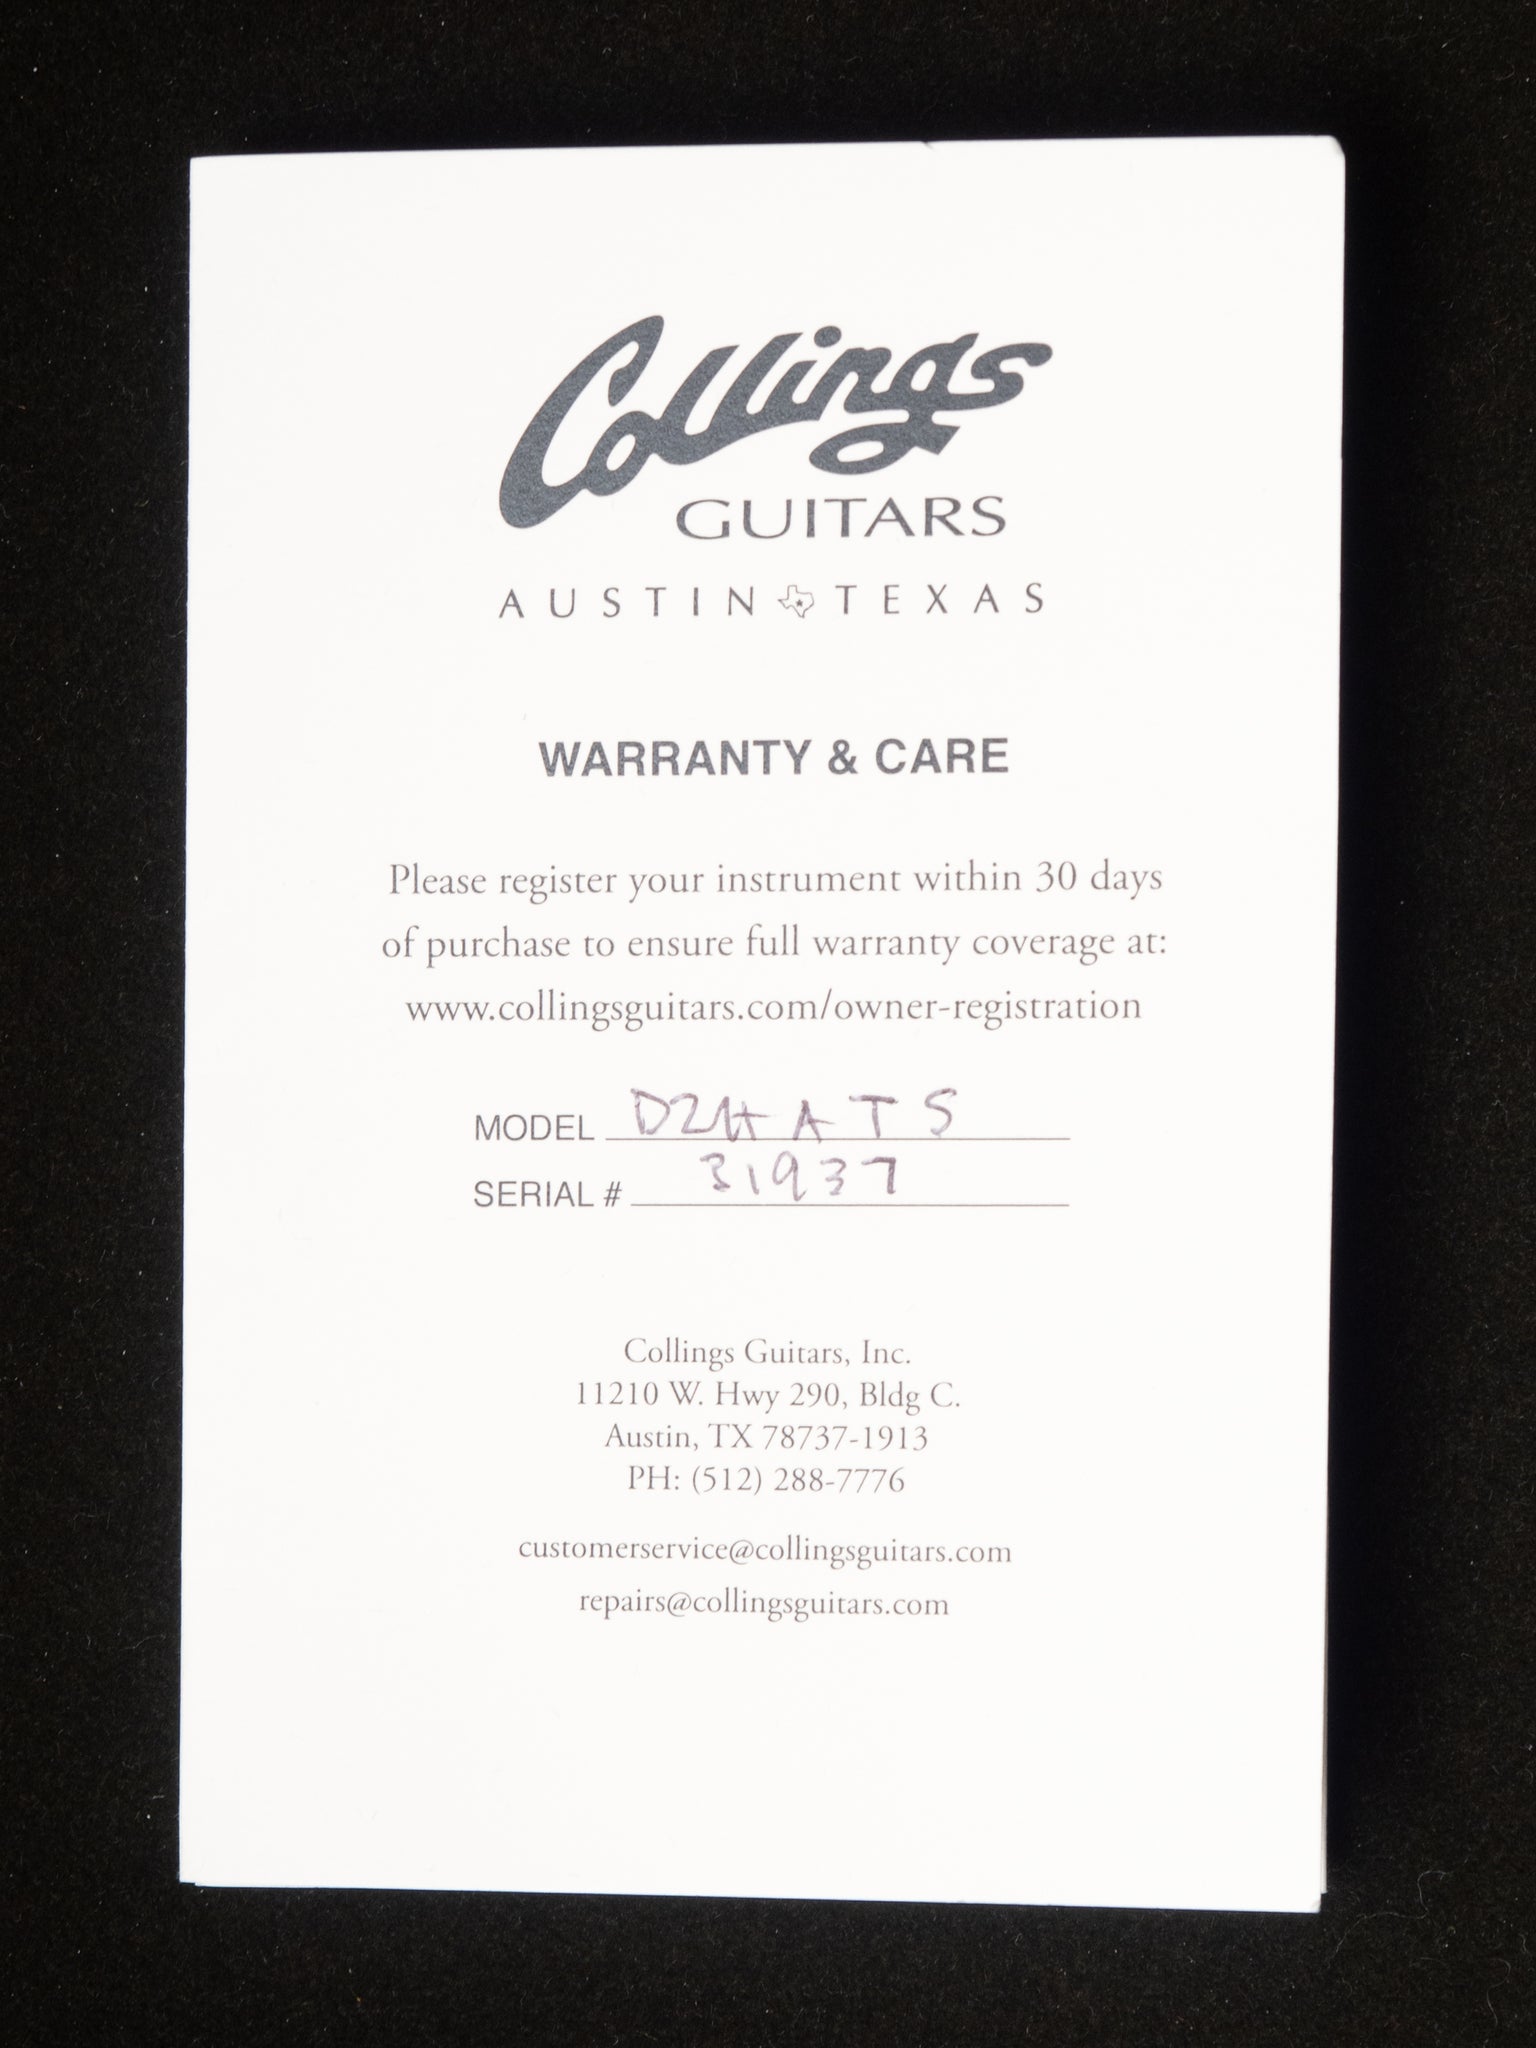 Collings
GUITARS
AUSTIN TEXAS
WARRANTY & CARE
Please register your instrument within 30 days
of purchase to ensure full warranty coverage at:
www.collingsguitars.com/owner-registration
MODEL D2H A T S
SERIAL # 31937
Collings Guitars, Inc.
11210 W. Hwy 290, Bldg C.
Austin, TX 78737-1913
PH: (512) 288-7776
customerservice@collingsguitars.com
repairs@collingsguitars.com